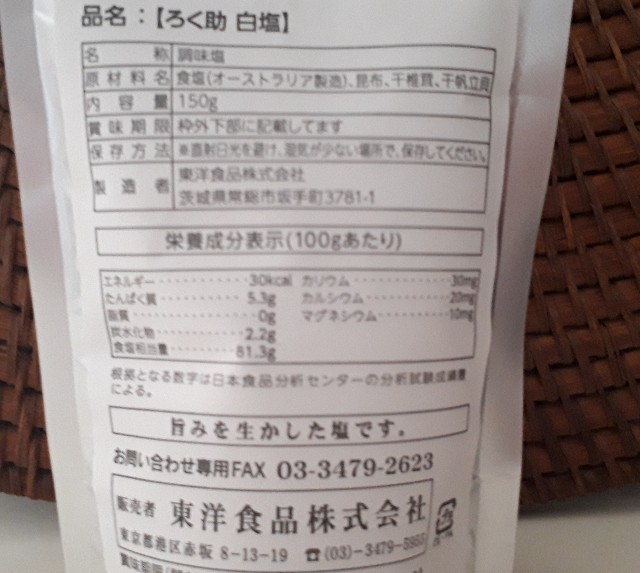 品名：【ろく助 白塩】
名称 調味塩
原材料名 食塩(オーストラリア製造)、昆布、干椎茸、干帆立貝
内容量 150g
賞味期限 枠外下部に記載してます
保存方法 ※直射日光を避け、湿気が少ない場所で、保存してください。
製造者 東洋食品株式会社
茨城県常総市坂手町3781-1
栄養成分表示(100gあたり)
エネルギー 30kcal カリウム 30mg
たんぱく質 5.3g カルシウム 20mg
脂質 0g マグネシウム 10mg
炭水化物 2.2g
食塩相当量 81.3g
根拠となる数字は日本食品分析センターの分析試験成績書
による。
旨みを生かした塩です。
お問い合わせ専用FAX 03-3479-2623
販売者 東洋食品株式会社
東京都港区赤坂 8-13-19 ☎(03)-3479-